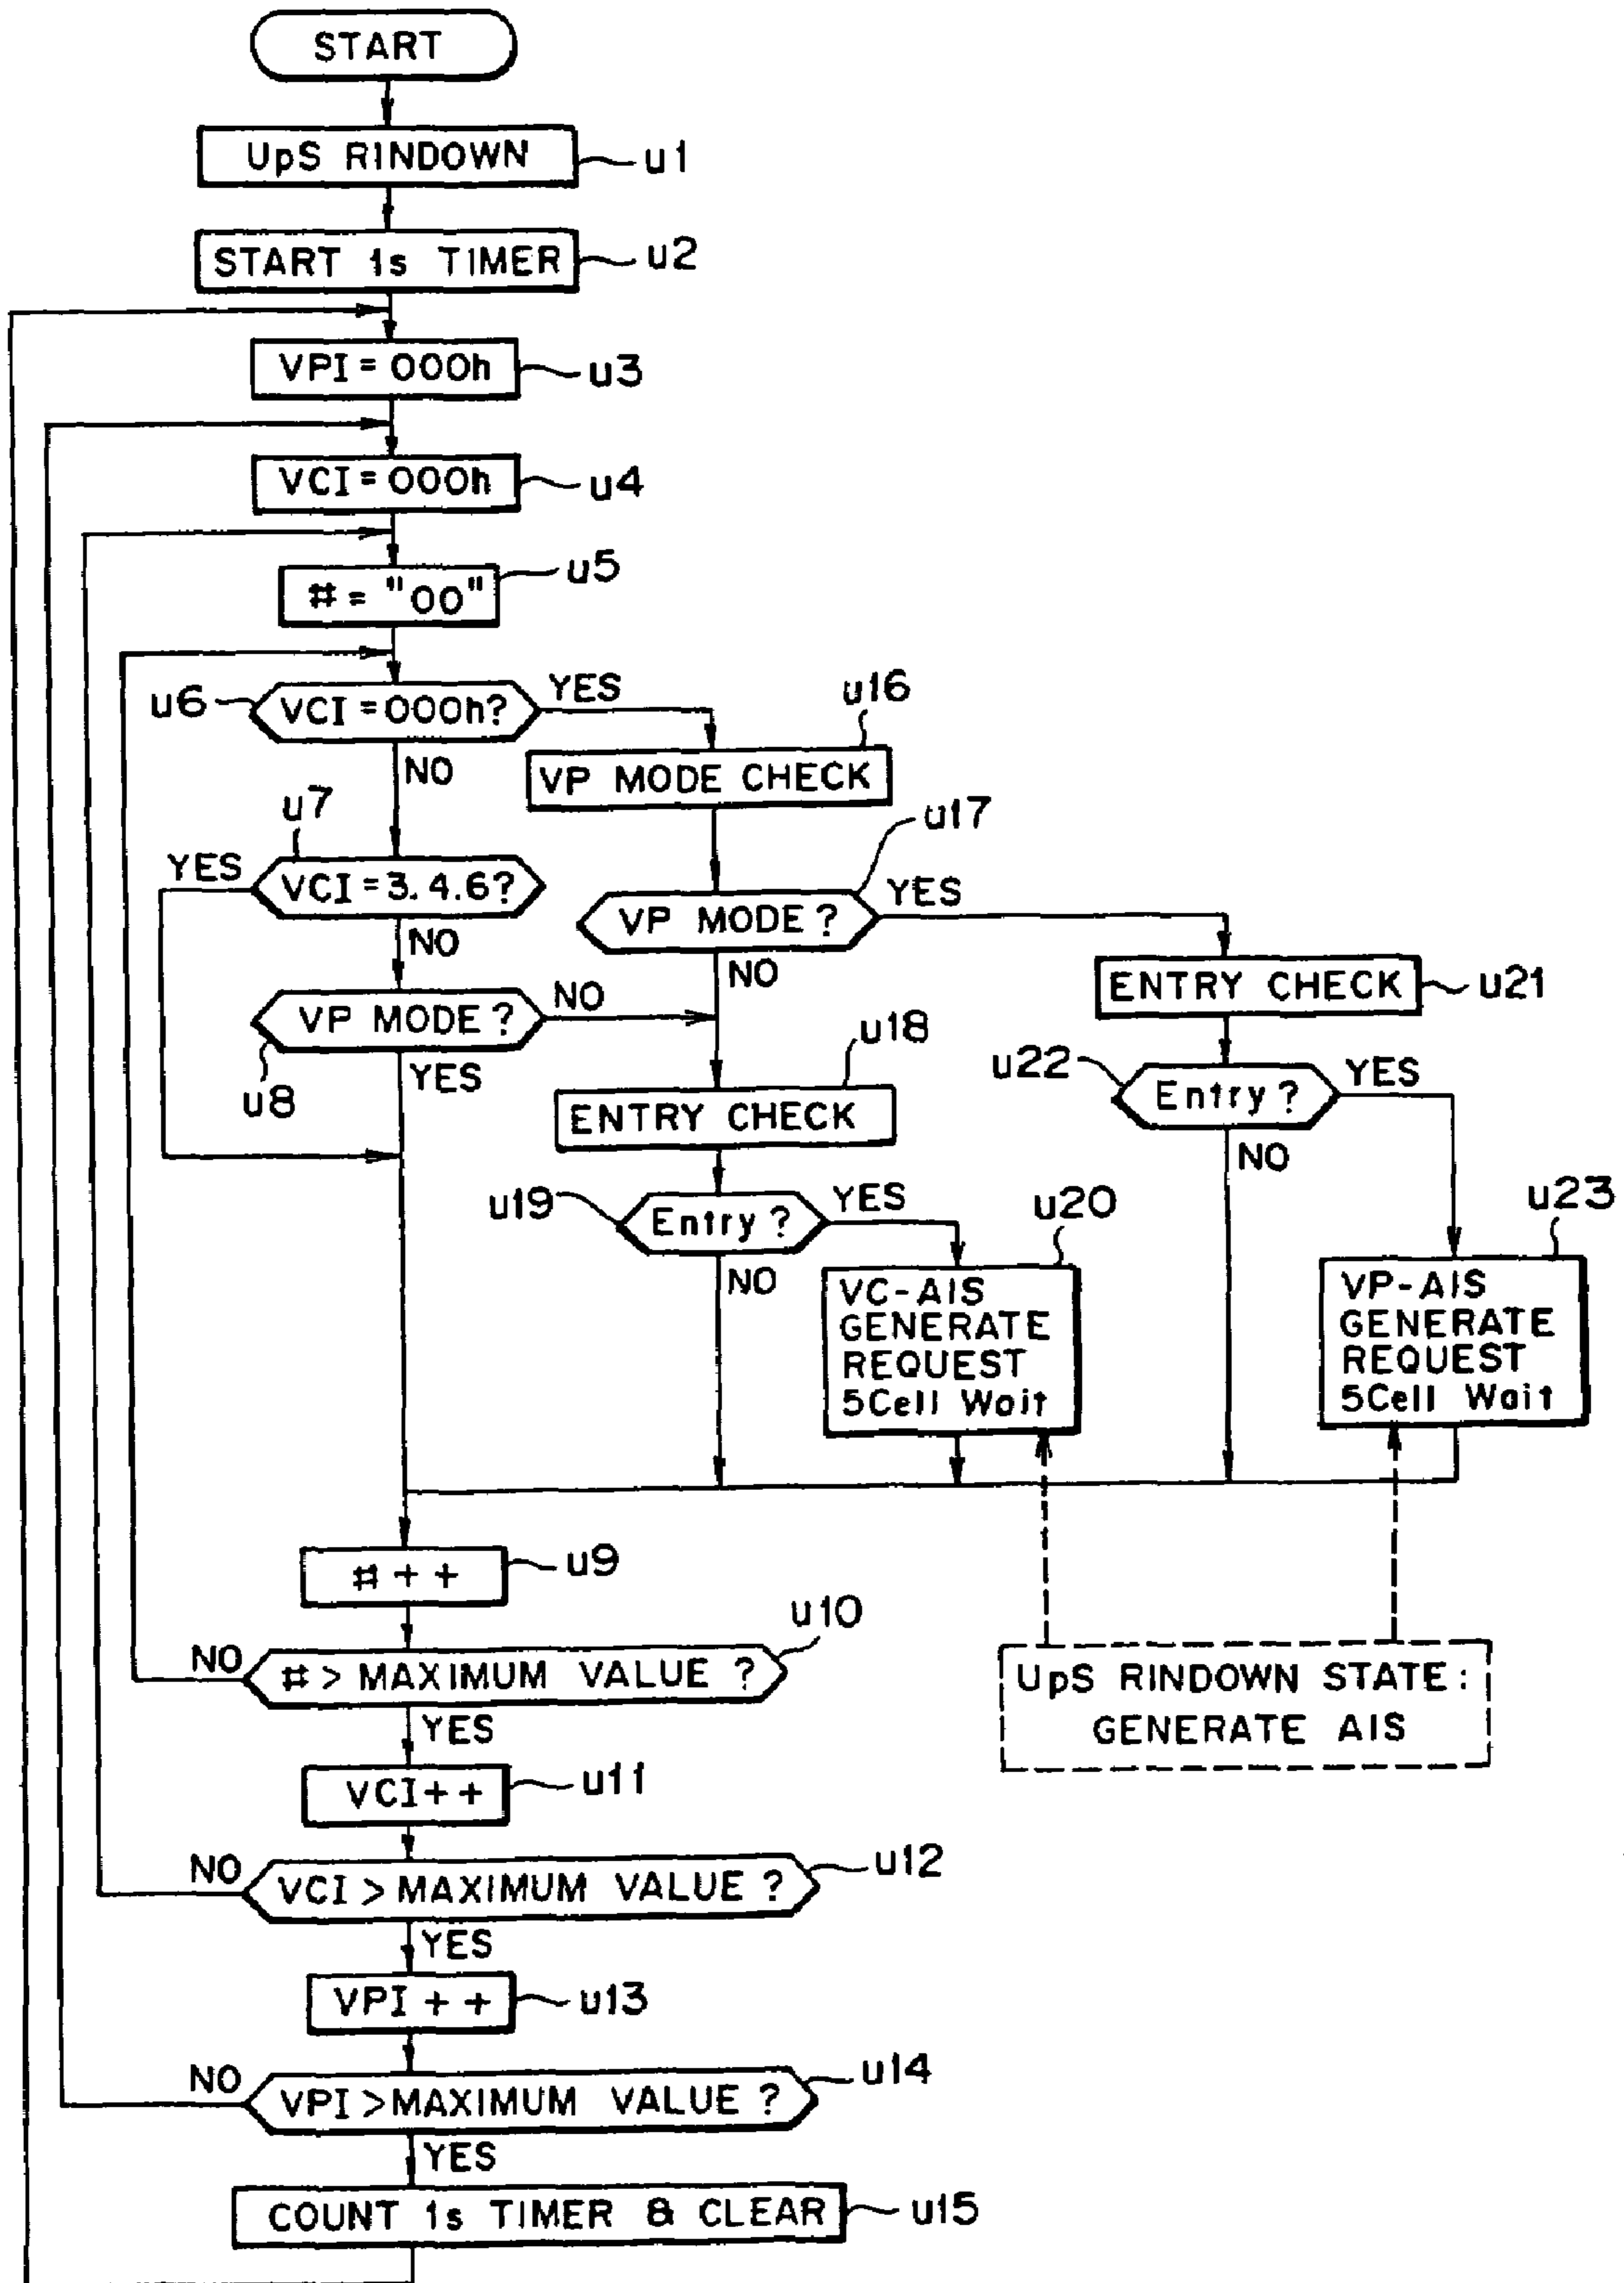 START
UpS RINDOWN
u1
START 1s TIMER
u2
VPI = 000h
u3
VCI = 000h
u4
# = "00"
u5
u6
VCI = 000h?
YES
NO
u16
VP MODE CHECK
u7
YES
VCI = 3.4.6?
NO
u17
VP MODE ?
YES
NO
ENTRY CHECK
u21
VP MODE ?
NO
YES
u8
u18
ENTRY CHECK
u22
Entry ?
YES
NO
u19
Entry ?
YES
NO
u20
VC-AIS
GENERATE
REQUEST
5Cell Wait
u23
VP-AIS
GENERATE
REQUEST
5Cell Wait
# + +
u9
u10
NO
# > MAXIMUM VALUE ?
YES
UpS RINDOWN STATE :
GENERATE AIS
VCI + +
u11
NO
VCI > MAXIMUM VALUE ?
u12
YES
VPI + +
u13
NO
VPI > MAXIMUM VALUE ?
u14
YES
COUNT 1s TIMER & CLEAR
u15